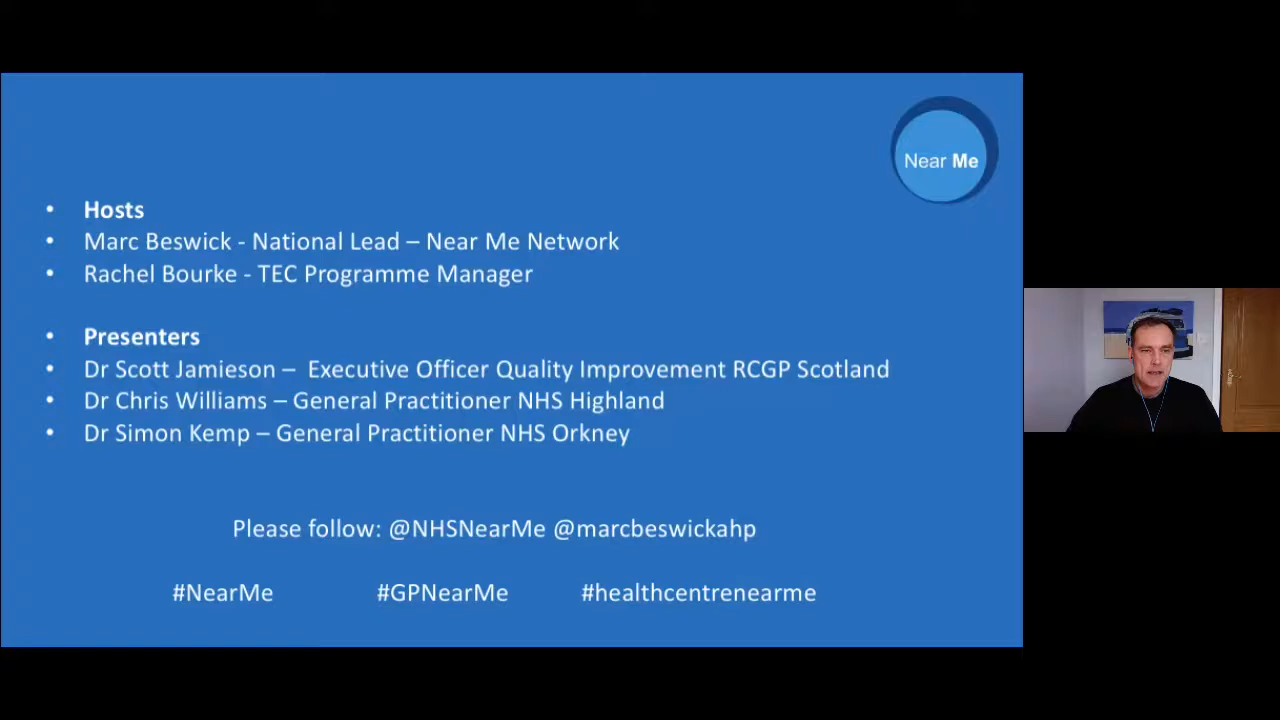 Near Me
Hosts
Marc Beswick - National Lead – Near Me Network
Rachel Bourke - TEC Programme Manager
Presenters
Dr Scott Jamieson –  Executive Officer Quality Improvement RCGP Scotland
Dr Chris Williams – General Practitioner NHS Highland
Dr Simon Kemp – General Practitioner NHS Orkney
Please follow: @NHSNearMe @marcbeswickahp
#NearMe #GPNearMe #healthcentrenearme